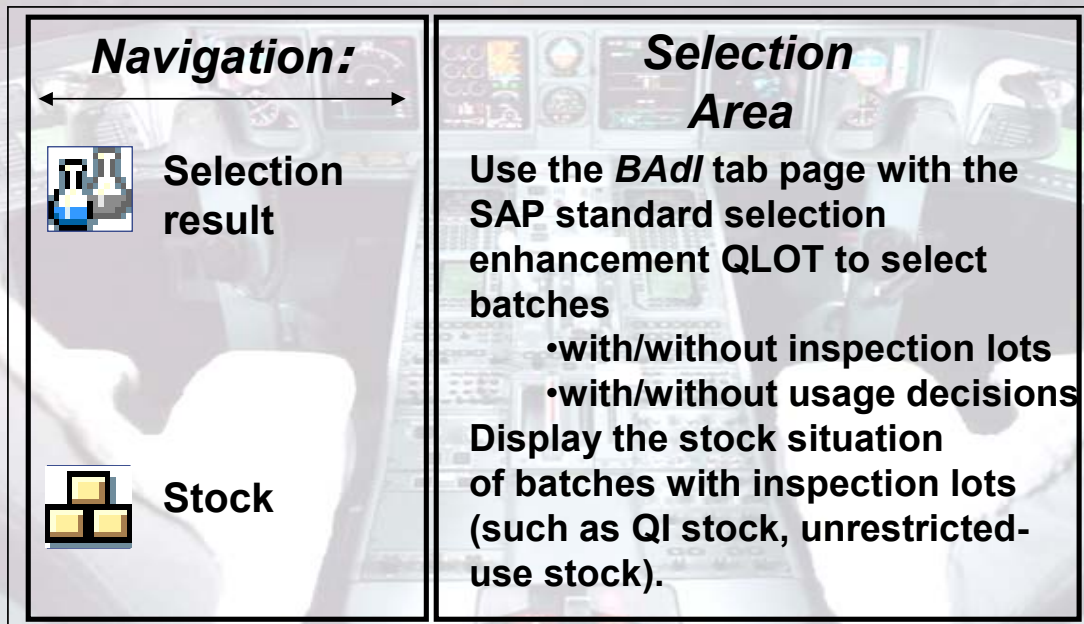 Navigation:
Selection
result
Stock
Selection
Area
Use the BAdI tab page with the
SAP standard selection
enhancement QLOT to select
batches
•with/without inspection lots
•with/without usage decisions
Display the stock situation
of batches with inspection lots
(such as QI stock, unrestricted-
use stock).